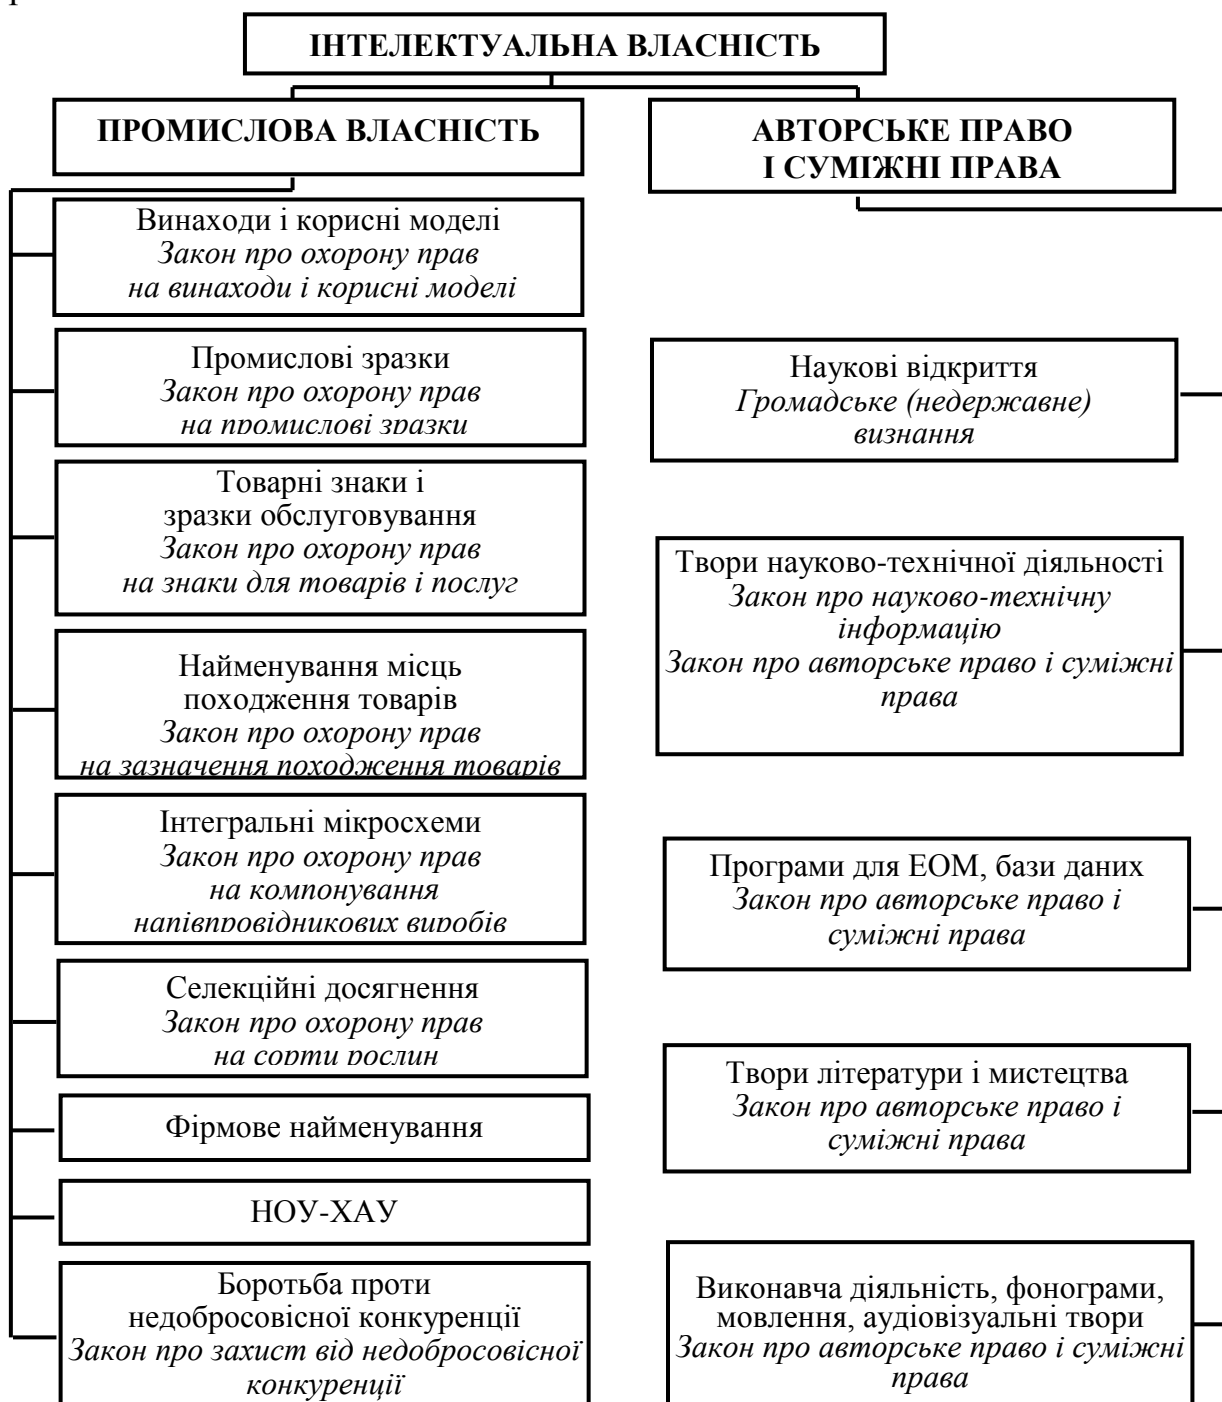 ІНТЕЛЕКТУАЛЬНА ВЛАСНІСТЬ
ПРОМИСЛОВА ВЛАСНІСТЬ
Винаходи і корисні моделі
Закон про охорону прав
на винаходи і корисні моделі
Промислові зразки
Закон про охорону прав
на промислові зразки
Товарні знаки і
зразки обслуговування
Закон про охорону прав
на знаки для товарів і послуг
Найменування місць
походження товарів
Закон про охорону прав
на зазначення походження товарів
Інтегральні мікросхеми
Закон про охорону прав
на компонування
напівпровідникових виробів
Селекційні досягнення
Закон про охорону прав
на сорти рослин
Фірмове найменування
НОУ-ХАУ
Боротьба проти
недобросовісної конкуренції
Закон про захист від недобросовісної
конкуренції
АВТОРСЬКЕ ПРАВО
І СУМІЖНІ ПРАВА
Наукові відкриття
Громадське (недержавне)
визнання
Твори науково-технічної діяльності
Закон про науково-технічну
інформацію
Закон про авторське право і суміжні
права
Програми для ЕОМ, бази даних
Закон про авторське право і
суміжні права
Твори літератури і мистецтва
Закон про авторське право і
суміжні права
Виконавча діяльність, фонограми,
мовлення, аудіовізуальні твори
Закон про авторське право і суміжні
права